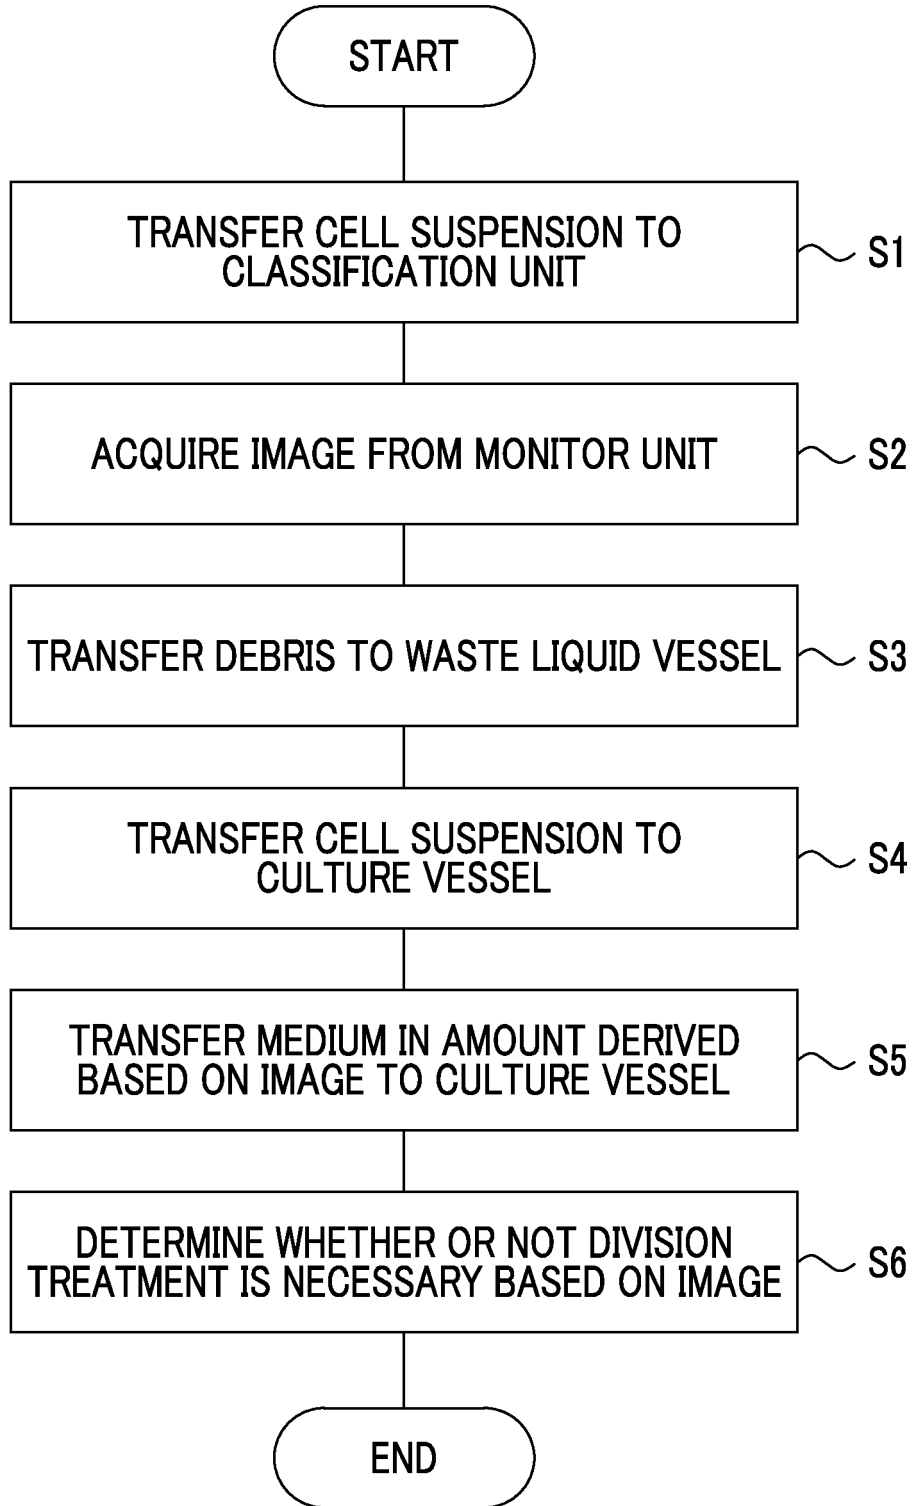 START
TRANSFER CELL SUSPENSION TO
CLASSIFICATION UNIT
S1
ACQUIRE IMAGE FROM MONITOR UNIT
S2
TRANSFER DEBRIS TO WASTE LIQUID VESSEL
S3
TRANSFER CELL SUSPENSION TO
CULTURE VESSEL
S4
TRANSFER MEDIUM IN AMOUNT DERIVED
BASED ON IMAGE TO CULTURE VESSEL
S5
DETERMINE WHETHER OR NOT DIVISION
TREATMENT IS NECESSARY BASED ON IMAGE
S6
END